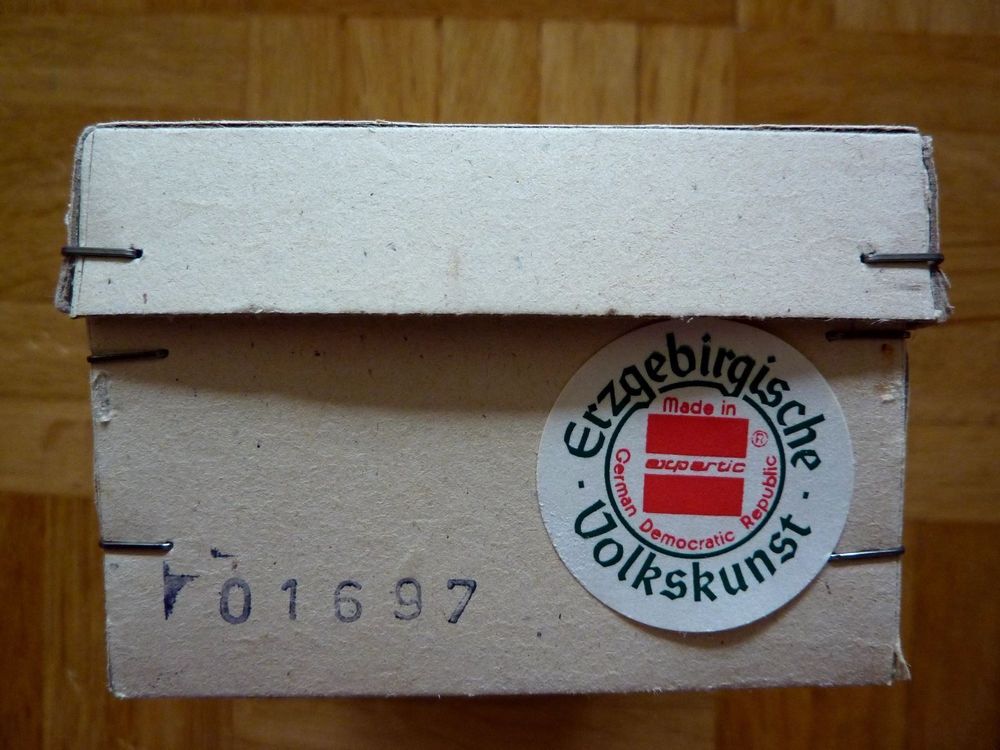 Erzgebirgische
Made in
®
expertic
German Democratic Republic
· Volkskunst ·
01697